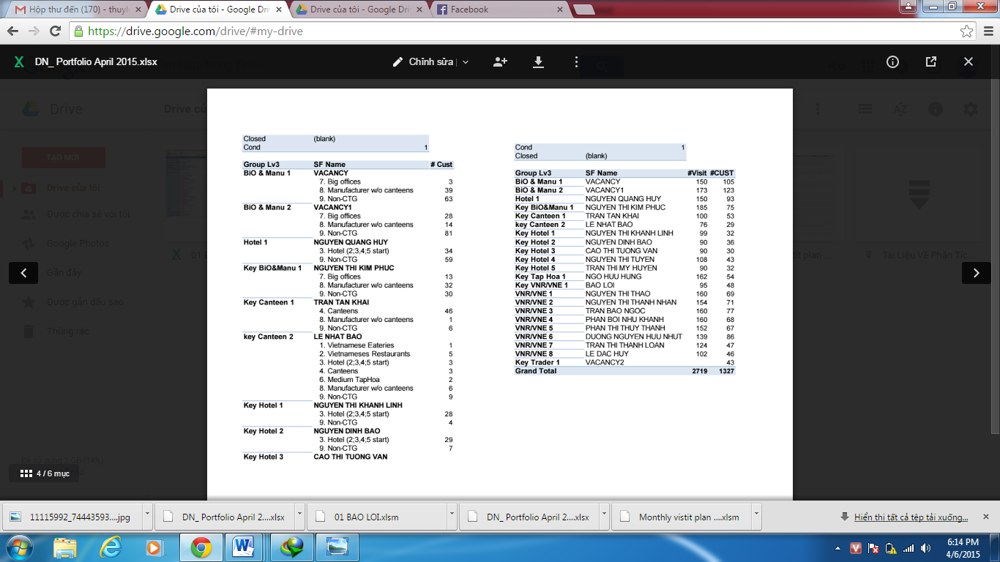 Hộp thư đến (170) - thuyl
Drive của tôi - Google Driv
Drive của tôi - Google Driv
Facebook
https://drive.google.com/drive/#my-drive
X DN_ Portfolio April 2015.xlsx
Chỉnh sửa
Drive
Drive củ
AZ
TẠO MỚI
Drive của tôi
Được chia sẻ với tôi
Google Photos
Gần đây
Được gắn dấu sao
Thùng rác
X 01 B
it plan ...
Tài Liệu Về Phân Tíc...
Closed (blank)
Cond 1
Group Lv3 SF Name # Cust
BiO & Manu 1 VACANCY
7. Big offices 3
8. Manufacturer w/o canteens 39
9. Non-CTG 63
BiO & Manu 2 VACANCY1
7. Big offices 28
8. Manufacturer w/o canteens 14
9. Non-CTG 81
Hotel 1 NGUYEN QUANG HUY
3. Hotel (2;3,4;5 start) 34
9. Non-CTG 59
Key BiO&Manu 1 NGUYEN THI KIM PHUC
7. Big offices 13
8. Manufacturer w/o canteens 32
9. Non-CTG 30
Key Canteen 1 TRAN TAN KHAI
4. Canteens 46
8. Manufacturer w/o canteens 1
9. Non-CTG 6
key Canteen 2 LE NHAT BAO
1. Vietnamese Eateries 1
2. Vietnameses Restaurants 5
3. Hotel (2;3,4;5 start) 3
4. Canteens 3
6. Medium TapHoa 2
8. Manufacturer w/o canteens 6
9. Non-CTG 9
Key Hotel 1 NGUYEN THI KHANH LINH
3. Hotel (2;3,4;5 start) 28
9. Non-CTG 4
Key Hotel 2 NGUYEN DINH BAO
3. Hotel (2;3,4;5 start) 29
9. Non-CTG 7
Key Hotel 3 CAO THI TUONG VAN
Cond 1
Closed (blank)
Group Lv3 SF Name #Visit #CUST
BiO & Manu 1 VACANCY 150 105
BiO & Manu 2 VACANCY1 173 123
Hotel 1 NGUYEN QUANG HUY 150 93
Key BiO&Manu 1 NGUYEN THI KIM PHUC 185 75
Key Canteen 1 TRAN TAN KHAI 100 53
key Canteen 2 LE NHAT BAO 76 29
Key Hotel 1 NGUYEN THI KHANH LINH 99 32
Key Hotel 2 NGUYEN DINH BAO 90 36
Key Hotel 3 CAO THI TUONG VAN 90 30
Key Hotel 4 NGUYEN THI TUYEN 108 43
Key Hotel 5 TRAN THI MY HUYEN 90 32
Key Tap Hoa 1 NGO HUU HUNG 162 54
Key VNR/VNE 1 BAO LOI 95 48
VNR/VNE 1 NGUYEN THI THAO 160 69
VNR/VNE 2 NGUYEN THI THANH NHAN 154 71
VNR/VNE 3 TRAN BAO NGOC 160 77
VNR/VNE 4 PHAN BOI NHU KHANH 160 68
VNR/VNE 5 PHAN THI THUY THANH 152 67
VNR/VNE 6 DUONG NGUYEN HUU NHUT 139 86
VNR/VNE 7 TRAN THI THANH LOAN 124 47
VNR/VNE 8 LE DAC HUY 102 46
Key Trader 1 VACANCY2 43
Grand Total 2719 1327
Đã sử dụng 2 GB (14%)
4 / 6 mục
11115992_74443593....jpg
DN_ Portfolio April 2....xlsx
01 BAO LOI.xlsm
DN_ Portfolio April 2....xlsx
Monthly vistit plan ....xlsm
Hiển thị tất cả tệp tải xuống...
6:14 PM
4/6/2015